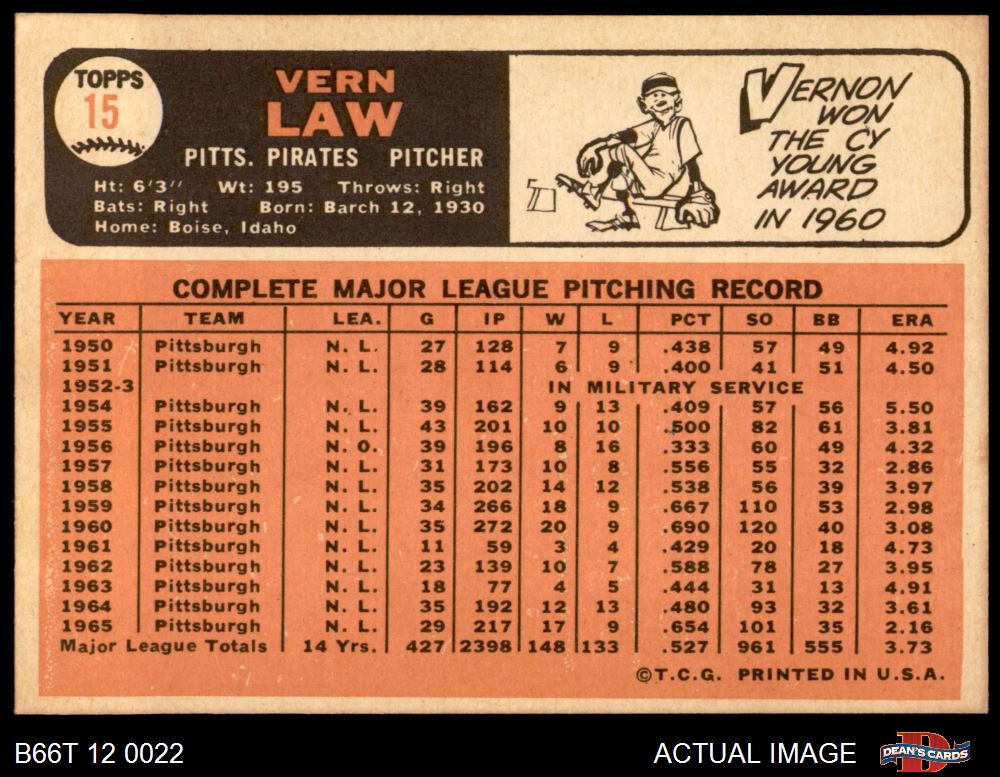 TOPPS
15
VERN
LAW
PITTS. PIRATES PITCHER
Ht: 6'3" Wt: 195 Throws: Right
Bats: Right Born: Barch 12, 1930
Home: Boise, Idaho
VERNON
WON
THE CY
YOUNG
AWARD
IN 1960
COMPLETE MAJOR LEAGUE PITCHING RECORD
YEAR TEAM LEA. G IP W L PCT SO BB ERA
1950 Pittsburgh N. L. 27 128 7 9 .438 57 49 4.92
1951 Pittsburgh N. L. 28 114 6 9 .400 41 51 4.50
1952-3 IN MILITARY SERVICE
1954 Pittsburgh N. L. 39 162 9 13 .409 57 56 5.50
1955 Pittsburgh N. L. 43 201 10 10 .500 82 61 3.81
1956 Pittsburgh N. O. 39 196 8 16 .333 60 49 4.32
1957 Pittsburgh N. L. 31 173 10 8 .556 55 32 2.86
1958 Pittsburgh N. L. 35 202 14 12 .538 56 39 3.97
1959 Pittsburgh N. L. 34 266 18 9 .667 110 53 2.98
1960 Pittsburgh N. L. 35 272 20 9 .690 120 40 3.08
1961 Pittsburgh N. L. 11 59 3 4 .429 20 18 4.73
1962 Pittsburgh N. L. 23 139 10 7 .588 78 27 3.95
1963 Pittsburgh N. L. 18 77 4 5 .444 31 13 4.91
1964 Pittsburgh N. L. 35 192 12 13 .480 93 32 3.61
1965 Pittsburgh N. L. 29 217 17 9 .654 101 35 2.16
Major League Totals 14 Yrs. 427 2398 148 133 .527 961 555 3.73
©T.C.G. PRINTED IN U.S.A.
B66T 12 0022 ACTUAL IMAGE D DEAN'S CARDS